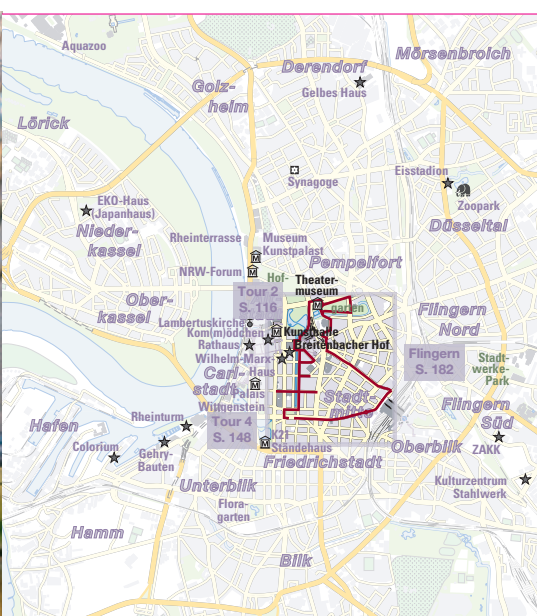 Aquazoo
Derendorf
Mörsenbroich
Golz-
heim
Gelbes Haus
Lörick
Synagoge
Eisstadion
Zoopark
EKO-Haus
(Japanhaus)
Nieder-
kassel
Düsseltal
Rheinterrasse
Museum
Kunstpalast
NRW-Forum
Pempelfort
Hof-
garten
Theater-
museum
Tour 2
S. 116
Ober-
kassel
Flingern
Nord
Lambertuskirche
Kom(m)ödchen
Kunsthalle
Rathaus
Breitenbacher Hof
Wilhelm-Marx-
Haus
Flingern
S. 182
Stadt-
werke-
Park
Carl-
stadt
Palais
Wittgenstein
Stadt-
mitte
Hafen
Rheinturm
Tour 4
S. 148
Flingern
Süd
Colorium
Gehry-
Bauten
K21
Ständehaus
Oberbilk
ZAKK
Friedrichstadt
Kulturzentrum
Stahlwerk
Unterbilk
Flora-
garten
Hamm
Bilk
M
M
M
M
M
M